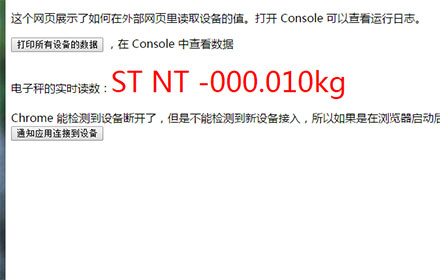 这个网页展示了如何在外部网页里读取设备的值。打开 Console 可以查看运行日志。
打印所有设备的数据 ，在 Console 中查看数据
电子秤的实时读数：ST NT -000.010kg
Chrome 能检测到设备断开了，但是不能检测到新设备接入，所以如果是在浏览器启动后
通知应用连接到设备